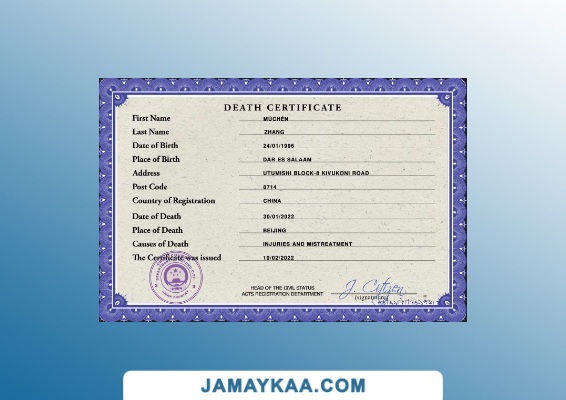 DEATH CERTIFICATE
First Name MUCHEN
Last Name ZHANG
Date of Birth 24/01/1996
Place of Birth DAR ES SALAAM
Address UTUMISHI BLOCK-8 KIVUKONI ROAD
Post Code 0714
Country of Registration CHINA
Date of Death 30/01/2022
Place of Death BEIJING
Causes of Death INJURIES AND MISTREATMENT
The Certificate was issued 10/02/2022
HEAD OF THE CIVIL STATUS
ACTS REGISTRATION DEPARTMENT
J. Citizen
(signature)
JAMAYKAA.COM